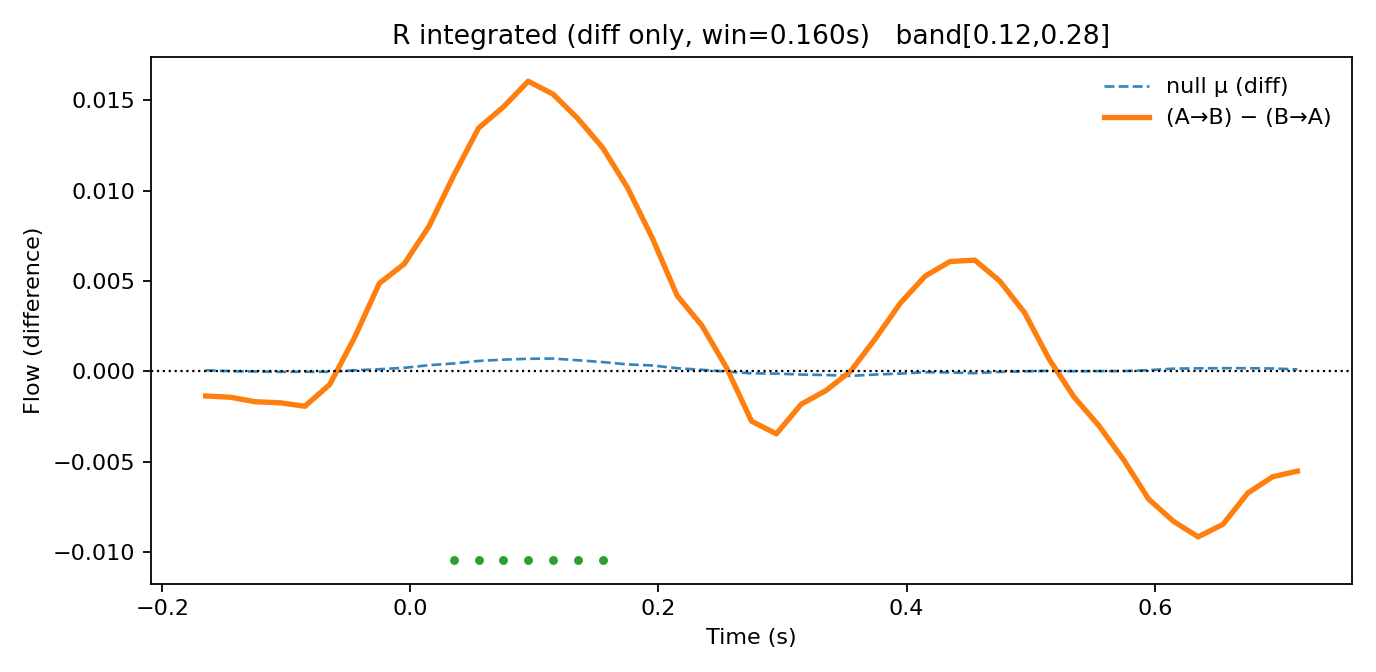 R integrated (diff only, win=0.160s)   band[0.12,0.28]
null μ (diff)
(A→B) − (B→A)
Flow (difference)
0.015
0.010
0.005
0.000
−0.005
−0.010
−0.2
0.0
0.2
0.4
0.6
Time (s)